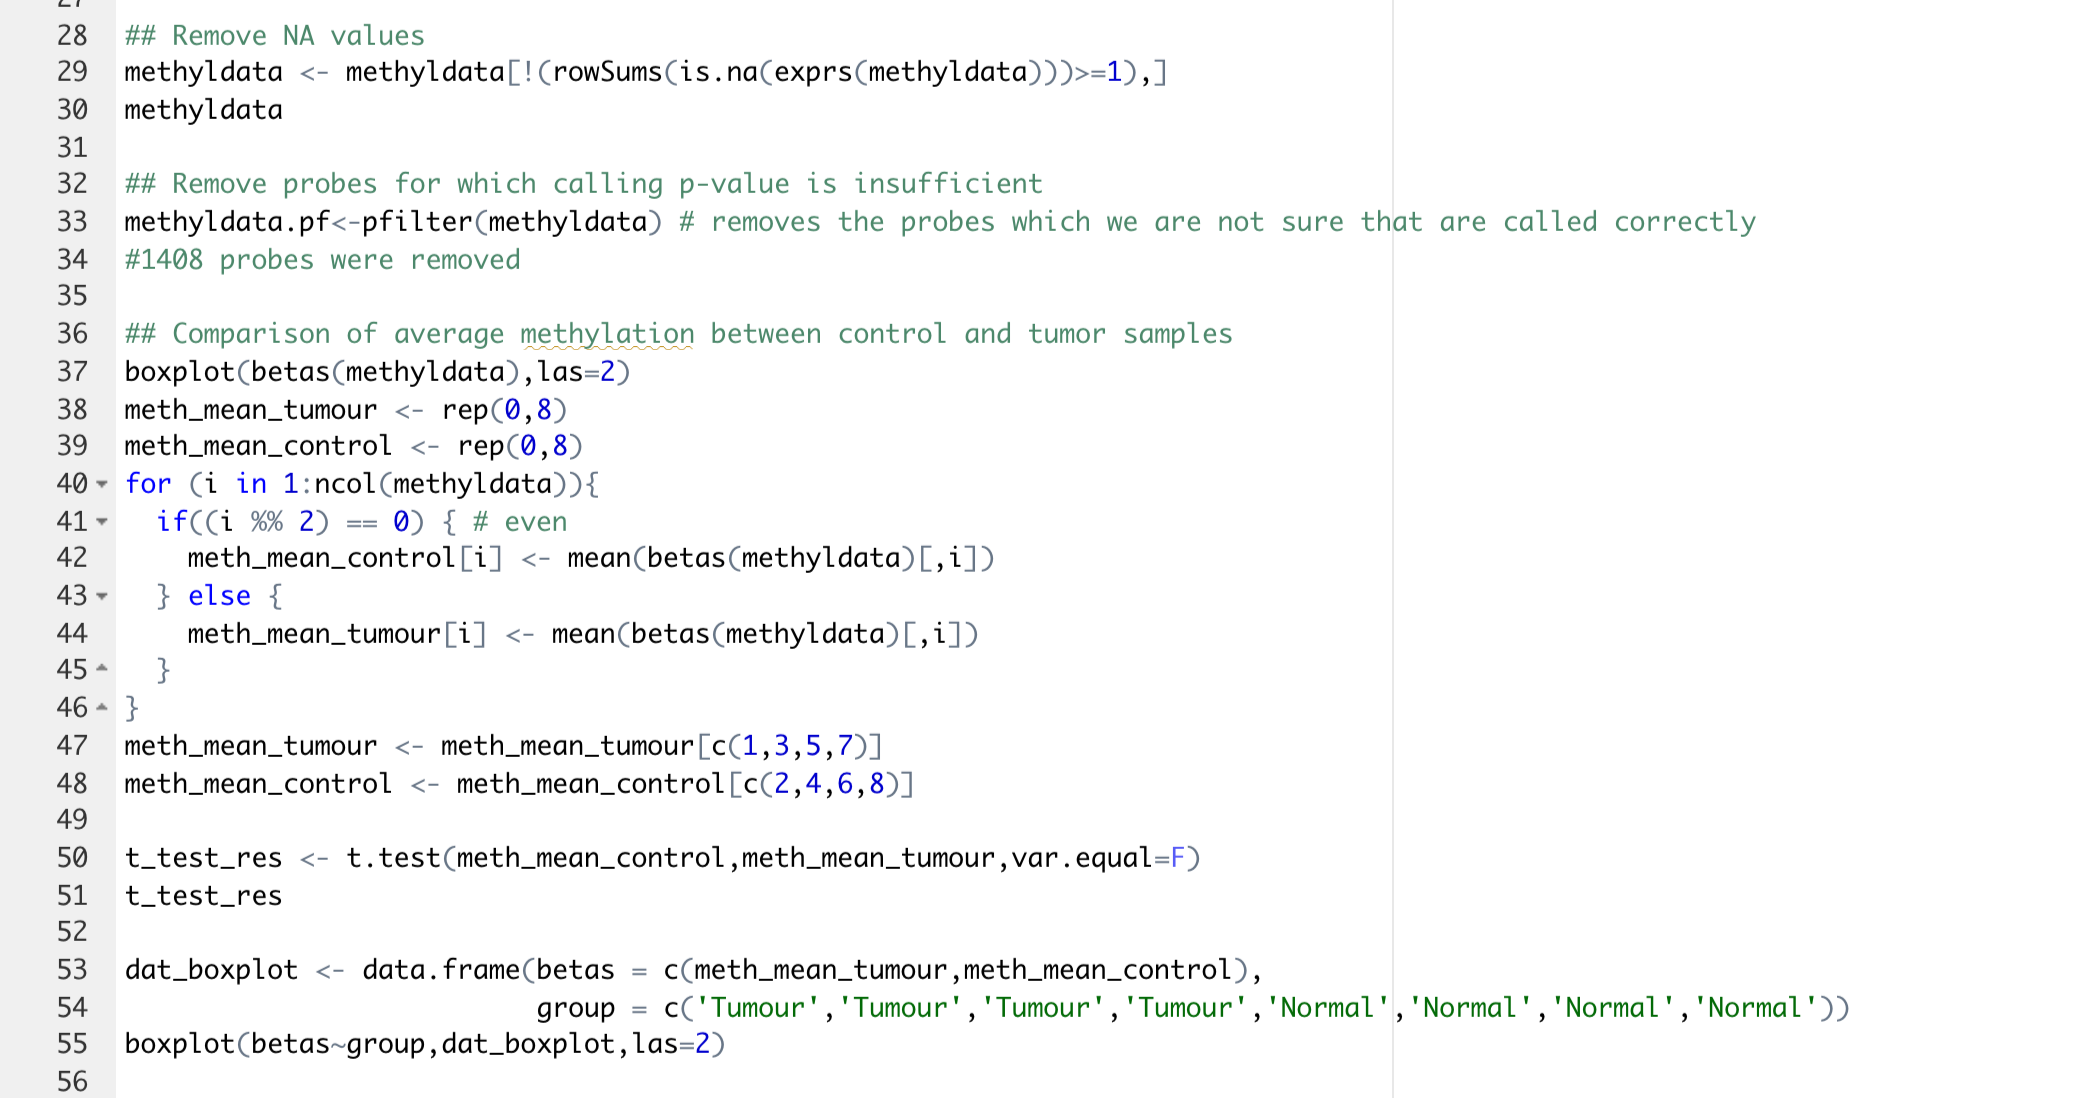 27
28 ## Remove NA values
29 methyldata <- methyldata[!(rowSums(is.na(exprs(methyldata)))>=1),]
30 methyldata
31
32 ## Remove probes for which calling p-value is insufficient
33 methyldata.pf<-pfilter(methyldata) # removes the probes which we are not sure that are called correctly
34 #1408 probes were removed
35
36 ## Comparison of average methylation between control and tumor samples
37 boxplot(betas(methyldata),las=2)
38 meth_mean_tumour <- rep(0,8)
39 meth_mean_control <- rep(0,8)
40 for (i in 1:ncol(methyldata)){
41   if((i %% 2) == 0) { # even
42     meth_mean_control[i] <- mean(betas(methyldata)[,i])
43   } else {
44     meth_mean_tumour[i] <- mean(betas(methyldata)[,i])
45   }
46 }
47 meth_mean_tumour <- meth_mean_tumour[c(1,3,5,7)]
48 meth_mean_control <- meth_mean_control[c(2,4,6,8)]
49
50 t_test_res <- t.test(meth_mean_control,meth_mean_tumour,var.equal=F)
51 t_test_res
52
53 dat_boxplot <- data.frame(betas = c(meth_mean_tumour,meth_mean_control),
54                           group = c('Tumour','Tumour','Tumour','Tumour','Normal','Normal','Normal','Normal'))
55 boxplot(betas~group,dat_boxplot,las=2)
56